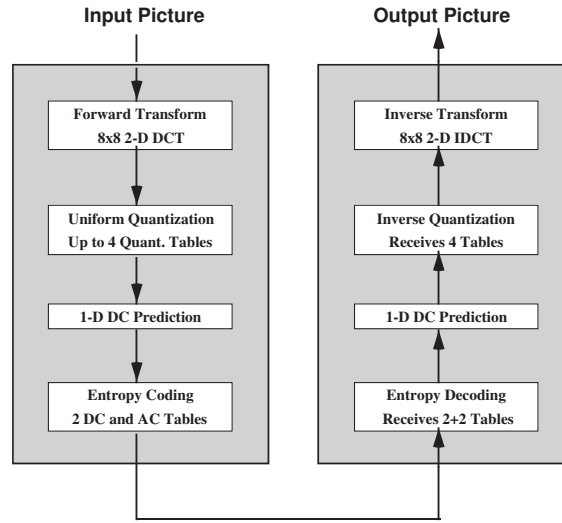 Input Picture
Forward Transform
8x8 2-D DCT
Uniform Quantization
Up to 4 Quant. Tables
1-D DC Prediction
Entropy Coding
2 DC and AC Tables
Output Picture
Inverse Transform
8x8 2-D IDCT
Inverse Quantization
Receives 4 Tables
1-D DC Prediction
Entropy Decoding
Receives 2+2 Tables